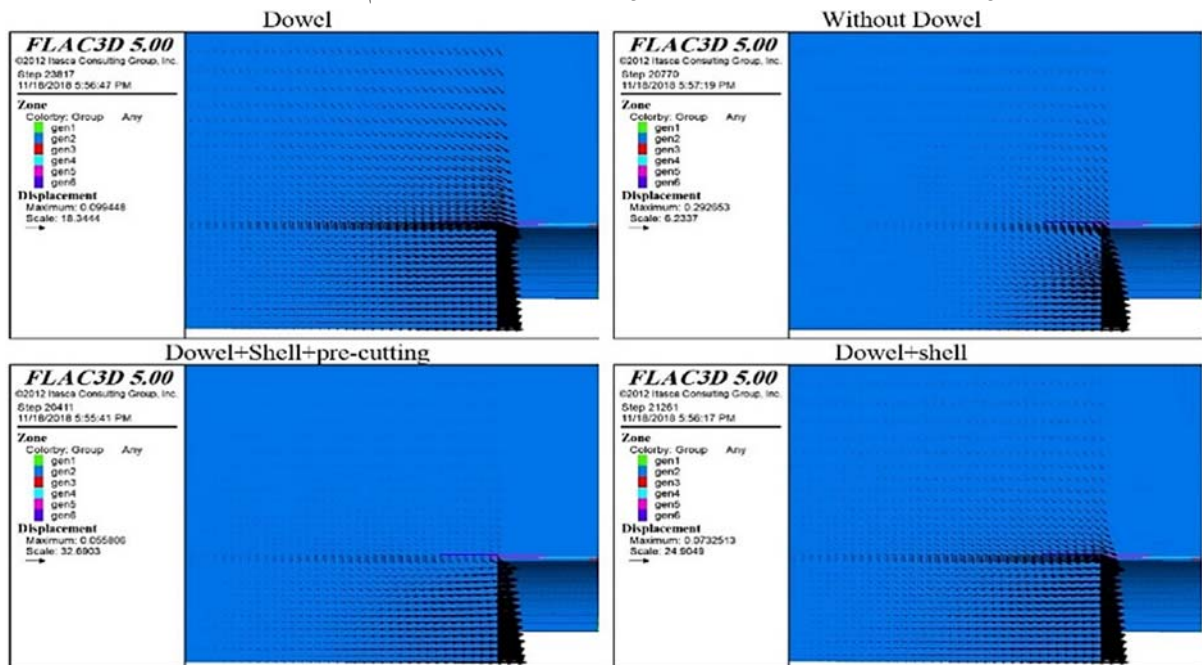 Dowel
FLAC3D 5.00
©2012 Itasca Consulting Group, Inc.
Step 23817
11/18/2018 5:56:47 PM
Zone
Colorby: Group Any
gen1
gen2
gen3
gen4
gen5
gen6
Displacement
Maximum: 0.099448
Scale: 18.3444
Without Dowel
FLAC3D 5.00
©2012 Itasca Consulting Group, Inc.
Step 20770
11/18/2018 5:57:19 PM
Zone
Colorby: Group Any
gen1
gen2
gen3
gen4
gen5
gen6
Displacement
Maximum: 0.292653
Scale: 6.2337
Dowel+Shell+pre-cutting
FLAC3D 5.00
©2012 Itasca Consulting Group, Inc.
Step 20411
11/18/2018 5:55:41 PM
Zone
Colorby: Group Any
gen1
gen2
gen3
gen4
gen5
gen6
Displacement
Maximum: 0.055806
Scale: 32.6903
Dowel+shell
FLAC3D 5.00
©2012 Itasca Consulting Group, Inc.
Step 21261
11/18/2018 5:56:17 PM
Zone
Colorby: Group Any
gen1
gen2
gen3
gen4
gen5
gen6
Displacement
Maximum: 0.0732513
Scale: 24.9049